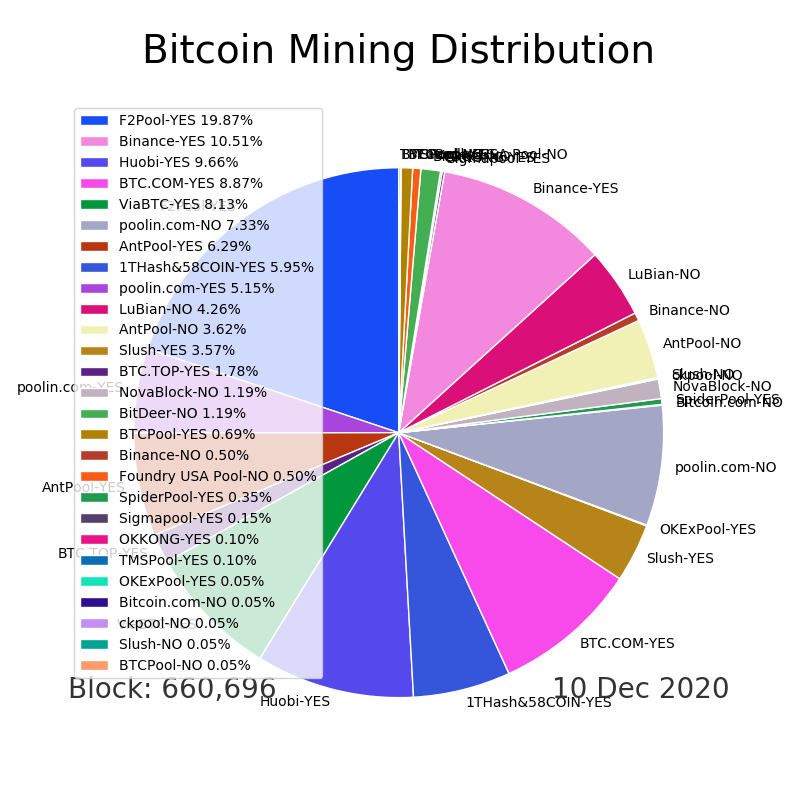 Bitcoin Mining Distribution
F2Pool-YES 19.87%
Binance-YES 10.51%
Huobi-YES 9.66%
BTC.COM-YES 8.87%
ViaBTC-YES 8.13%
poolin.com-NO 7.33%
AntPool-YES 6.29%
1THash&58COIN-YES 5.95%
poolin.com-YES 5.15%
LuBian-NO 4.26%
AntPool-NO 3.62%
Slush-YES 3.57%
BTC.TOP-YES 1.78%
NovaBlock-NO 1.19%
BitDeer-NO 1.19%
BTCPool-YES 0.69%
Binance-NO 0.50%
Foundry USA Pool-NO 0.50%
SpiderPool-YES 0.35%
Sigmapool-YES 0.15%
OKKONG-YES 0.10%
TMSPool-YES 0.10%
OKExPool-YES 0.05%
Bitcoin.com-NO 0.05%
ckpool-NO 0.05%
Slush-NO 0.05%
BTCPool-NO 0.05%
Sigmapool-YES
Binance-YES
LuBian-NO
Binance-NO
AntPool-NO
Slush-NO
ckpool-NO
NovaBlock-NO
SpiderPool-YES
Bitcoin.com-NO
poolin.com-NO
OKExPool-YES
Slush-YES
BTC.COM-YES
1THash&58COIN-YES
Huobi-YES
BTC.TOP-YES
AntPool-YES
poolin.com-YES
Block: 660,696
10 Dec 2020